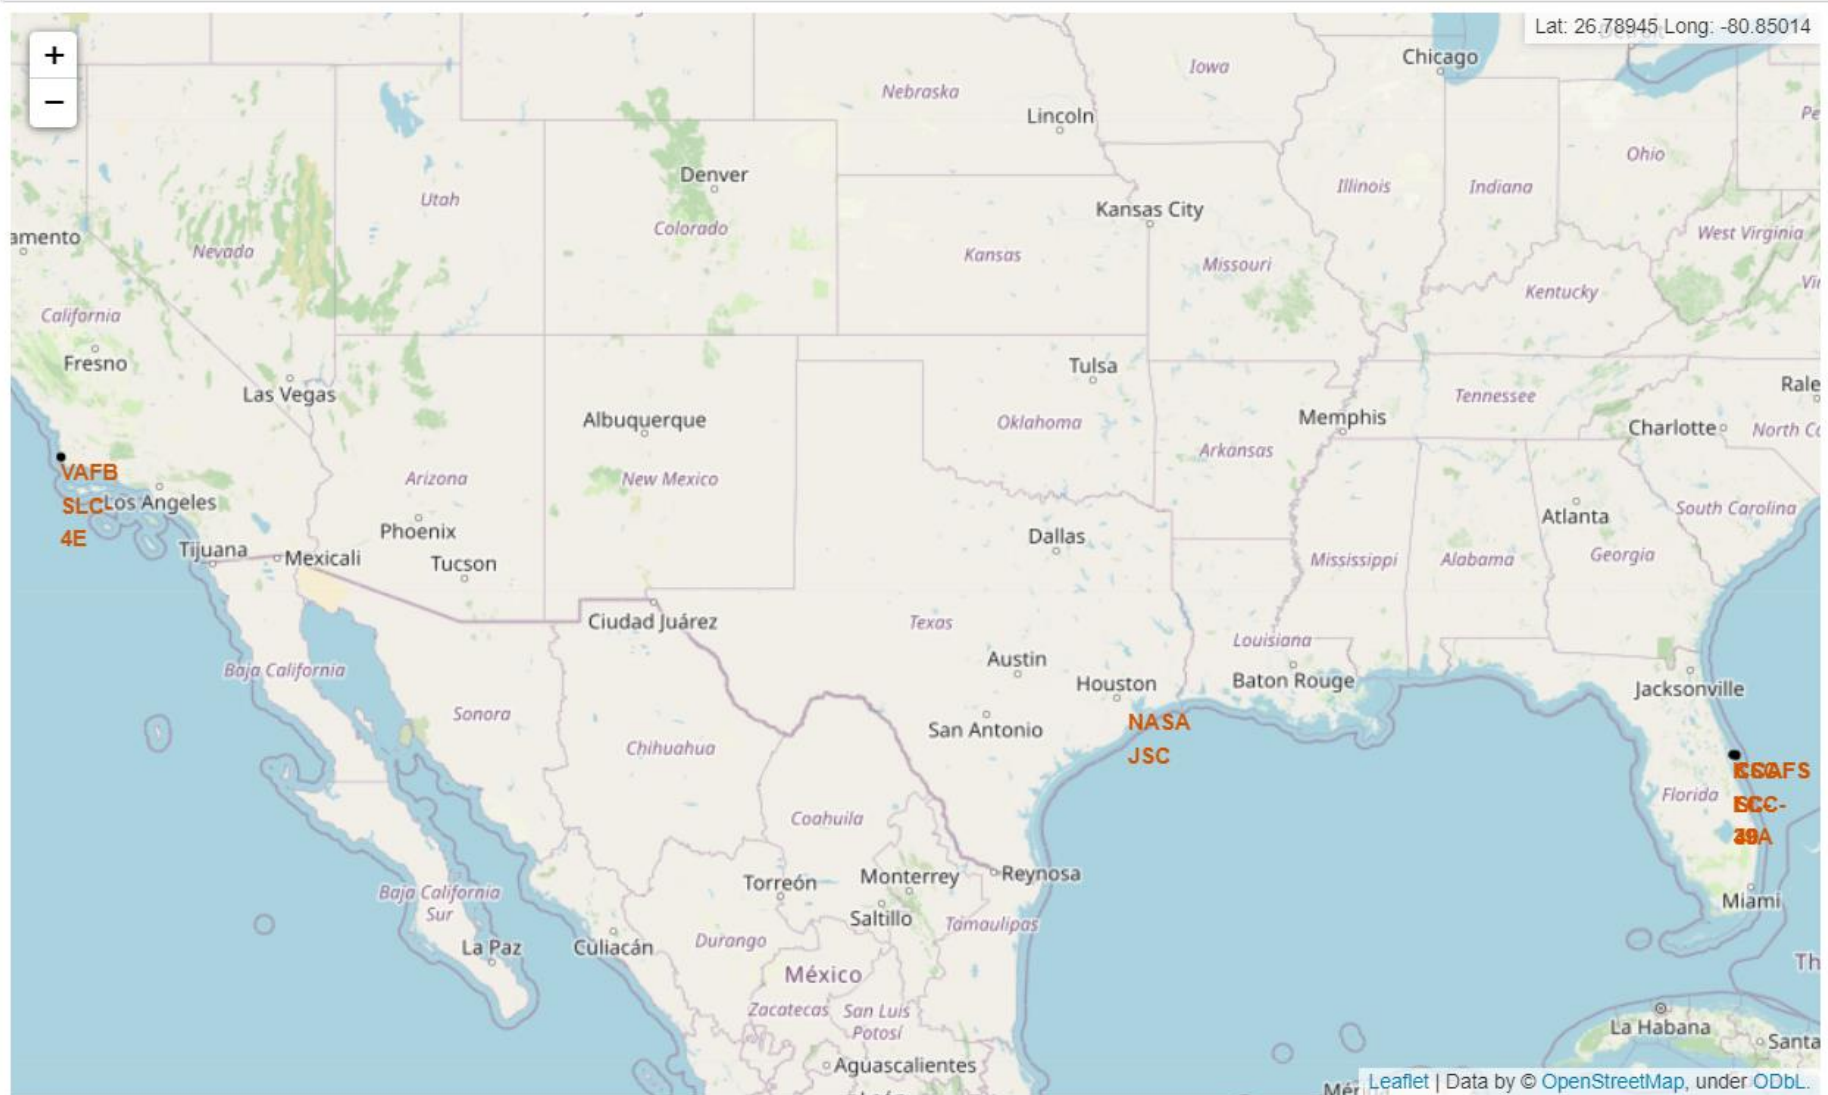 +
−
Lat: 26.78945 Long: -80.85014
Chicago
Iowa
Nebraska
Lincoln
Pe
Ohio
Denver
Utah
Illinois
Indiana
Kansas City
Colorado
amento
Nevada
West Virginia
Kansas
Missouri
Kentucky
Vir
California
Fresno
Las Vegas
Tulsa
Tennessee
Rale
Albuquerque
Oklahoma
Memphis
Charlotte
North Ca
Arkansas
VAFB
SLC-
4E
Los Angeles
Arizona
New Mexico
South Carolina
Phoenix
Atlanta
Dallas
Tijuana
Mexicali
Tucson
Mississippi
Alabama
Georgia
Ciudad Juárez
Texas
Louisiana
Austin
Baja California
Houston
Baton Rouge
Jacksonville
Sonora
San Antonio
NASA
JSC
Chihuahua
Florida
Coahuila
Torreón
Monterrey
Reynosa
Baja California
Sur
Saltillo
Tamaulipas
Miami
La Paz
Culiacán
Durango
México
Th
Zacatecas
San Luis
Potosí
La Habana
Santa
Aguascalientes
Leaflet | Data by © OpenStreetMap, under ODbL.